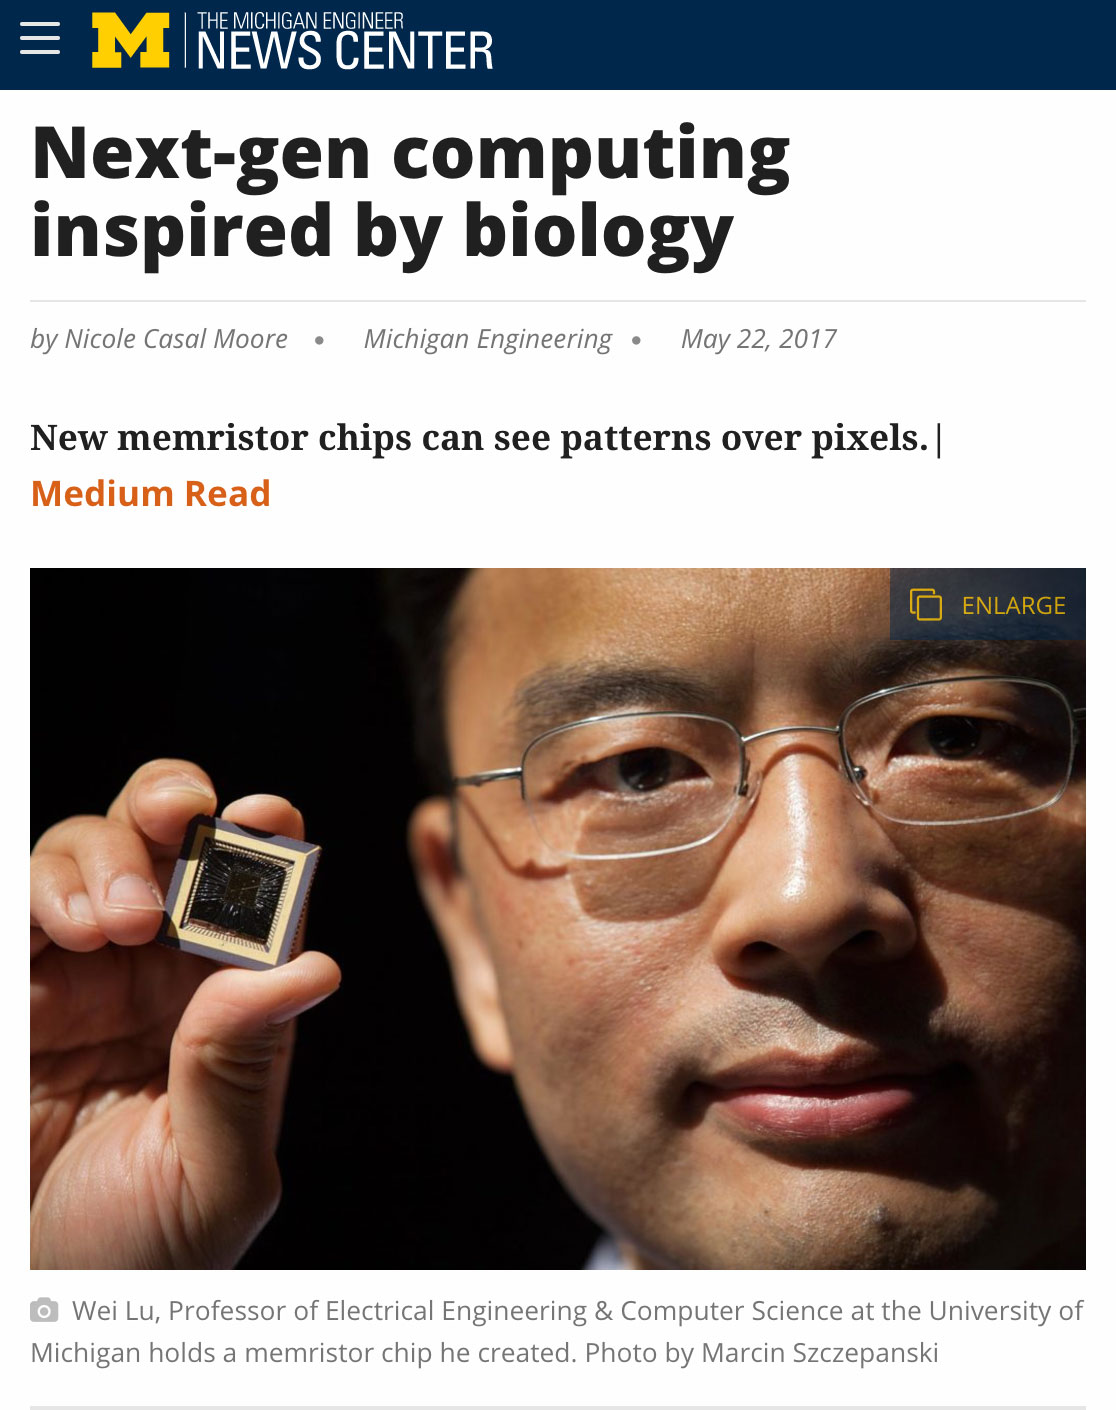 M
THE MICHIGAN ENGINEER
NEWS CENTER
Next-gen computing
inspired by biology
by Nicole Casal Moore • Michigan Engineering • May 22, 2017
New memristor chips can see patterns over pixels.|
Medium Read
ENLARGE
Wei Lu, Professor of Electrical Engineering & Computer Science at the University of
Michigan holds a memristor chip he created. Photo by Marcin Szczepanski